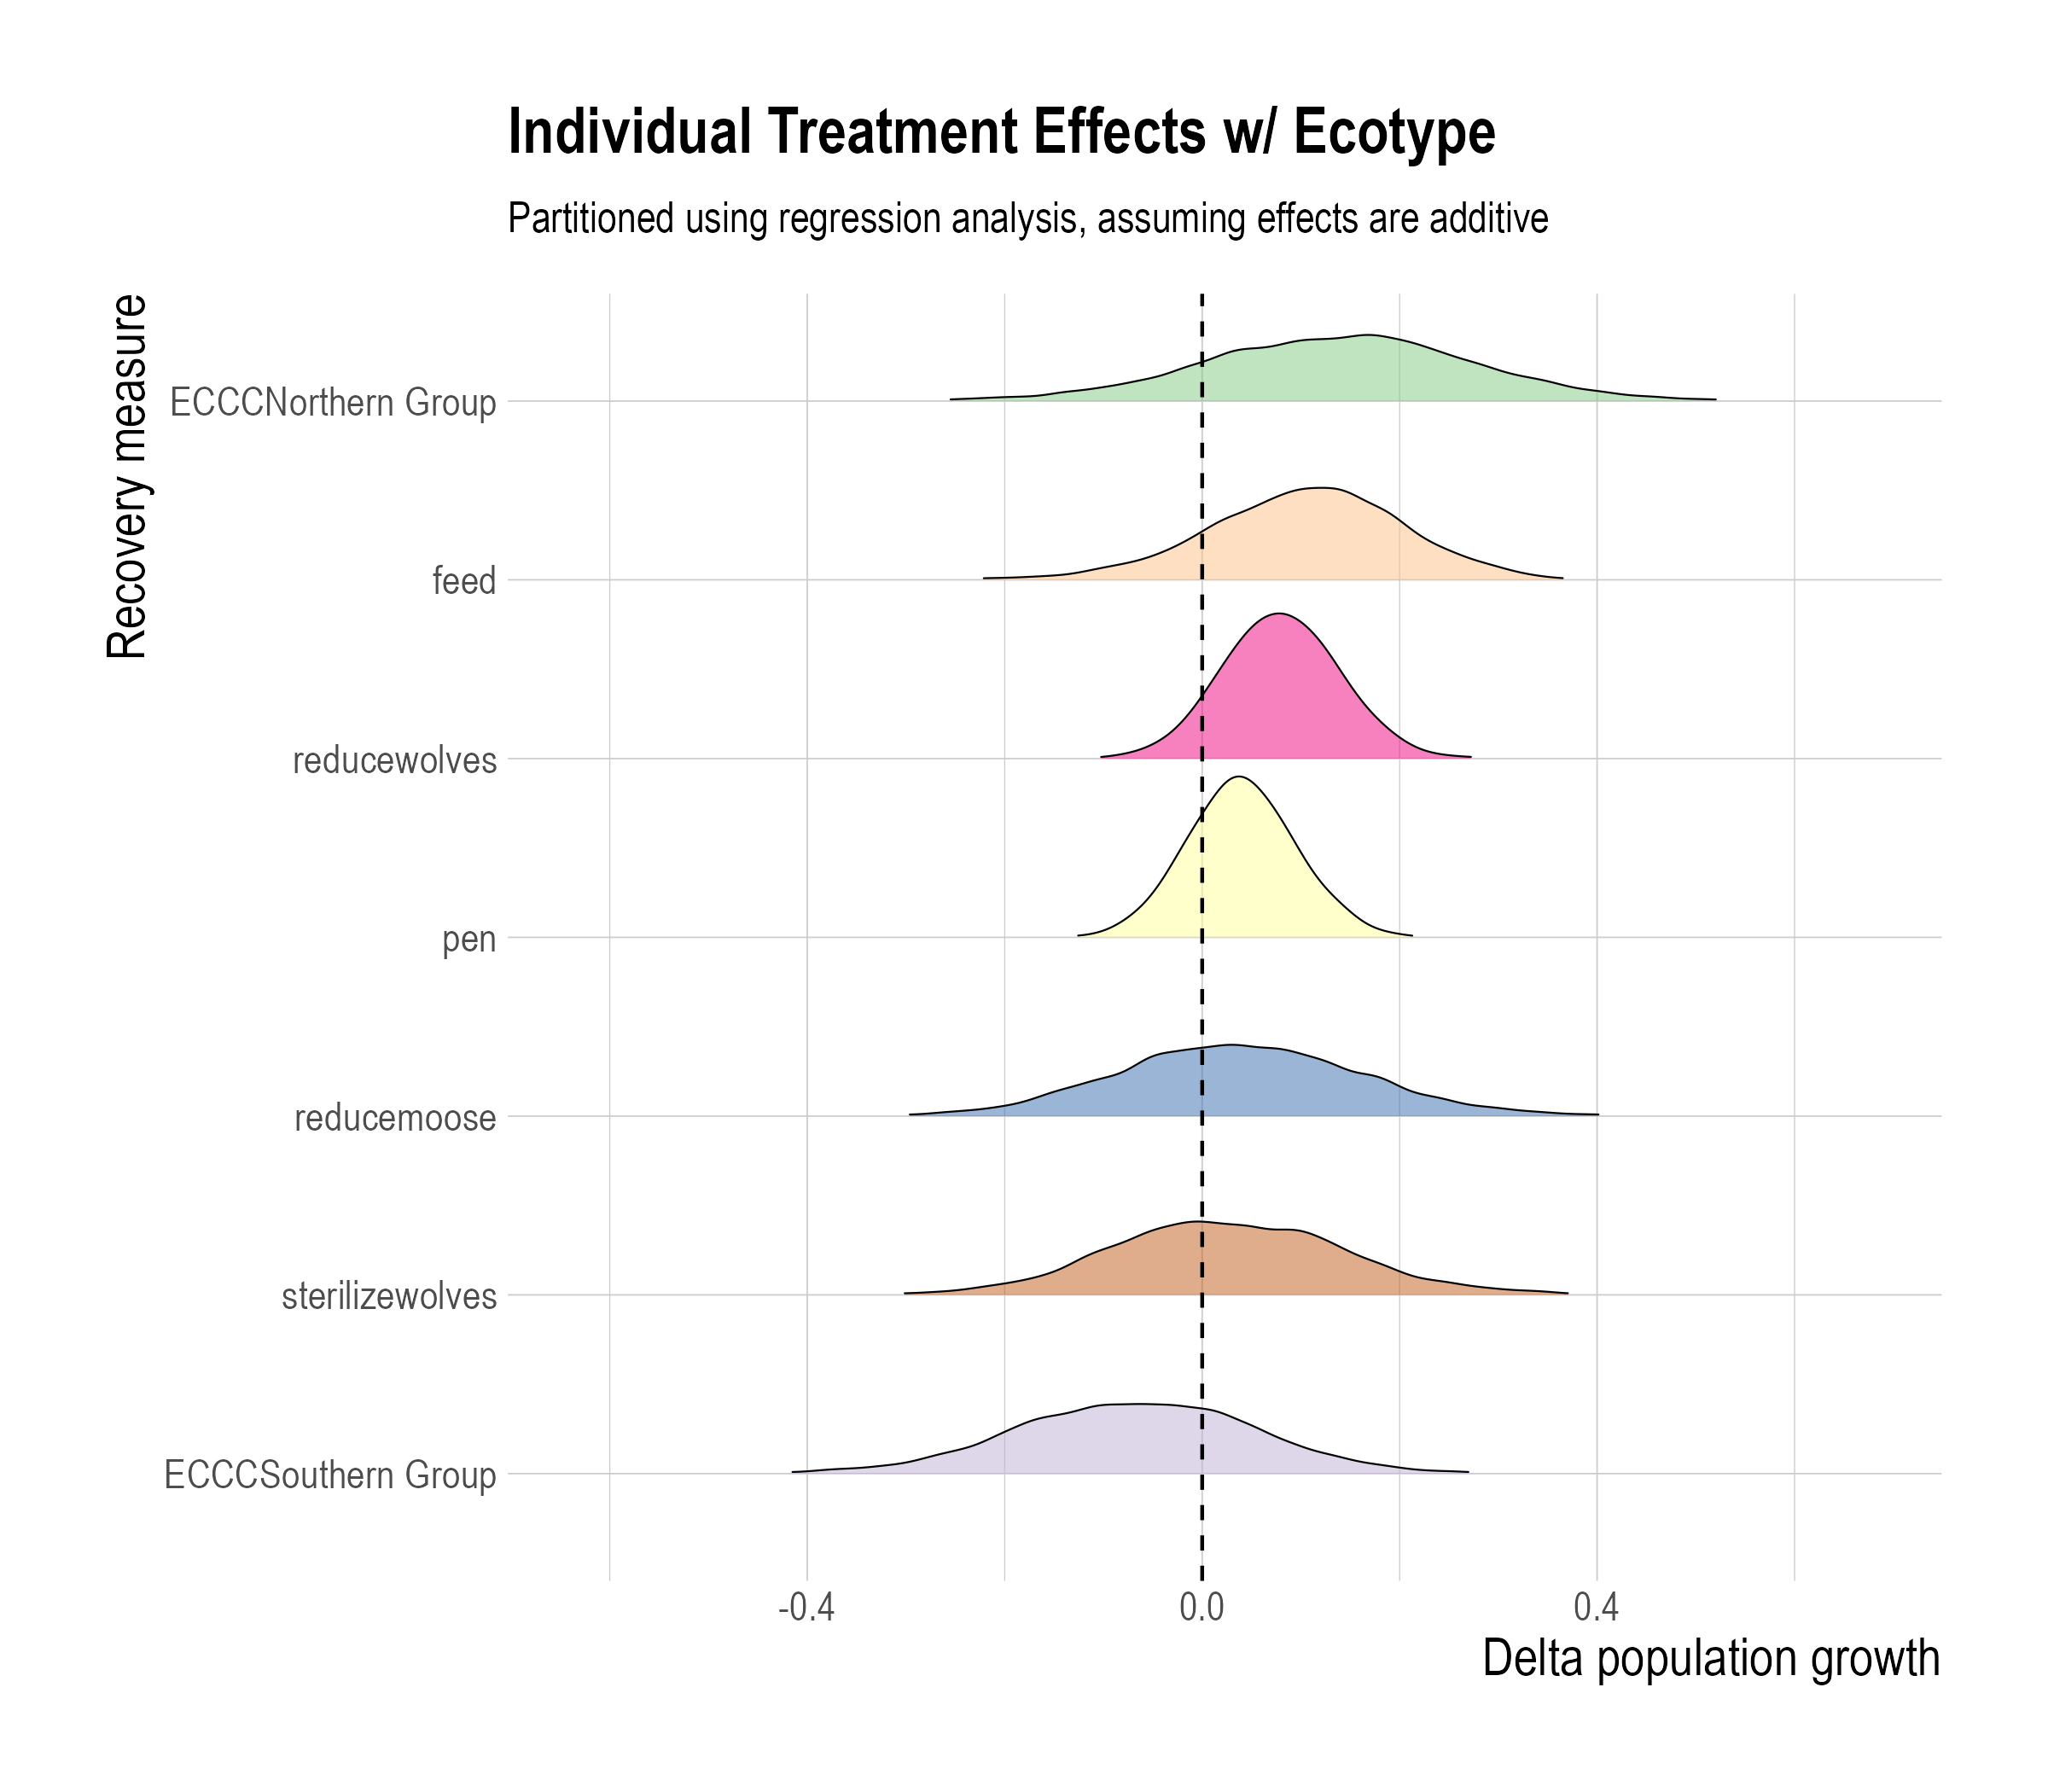 Individual Treatment Effects w/ Ecotype
Partitioned using regression analysis, assuming effects are additive
Recovery measure
ECCCNorthern Group
feed
reducewolves
pen
reducemoose
sterilizewolves
ECCCSouthern Group
-0.4
0.0
0.4
Delta population growth